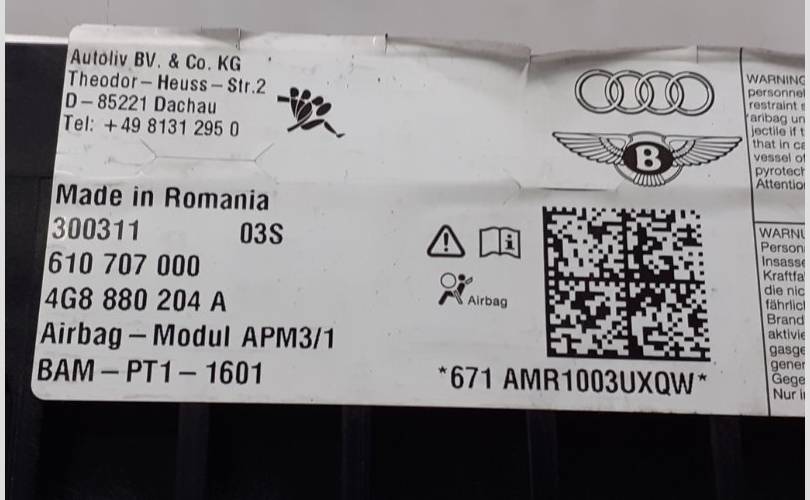 Autoliv BV. & Co. KG
Theodor-Heuss-Str.2
D-85221 Dachau
Tel: +49 8131 295 0
Made in Romania
300311 03S
610 707 000
4G8 880 204 A
Airbag-Modul APM3/1
BAM-PT1-1601
B
Airbag
*671 AMR1003UXQW*
WARNING
personnel
restraint
airbag un
jectile if t
that in ca
vessel of
pyrotech
Attentio
WARNU
Person
Insasse
Kraftfa
die nic
fährlic
Brand
aktivie
gasge
gener
Gege
Nur i